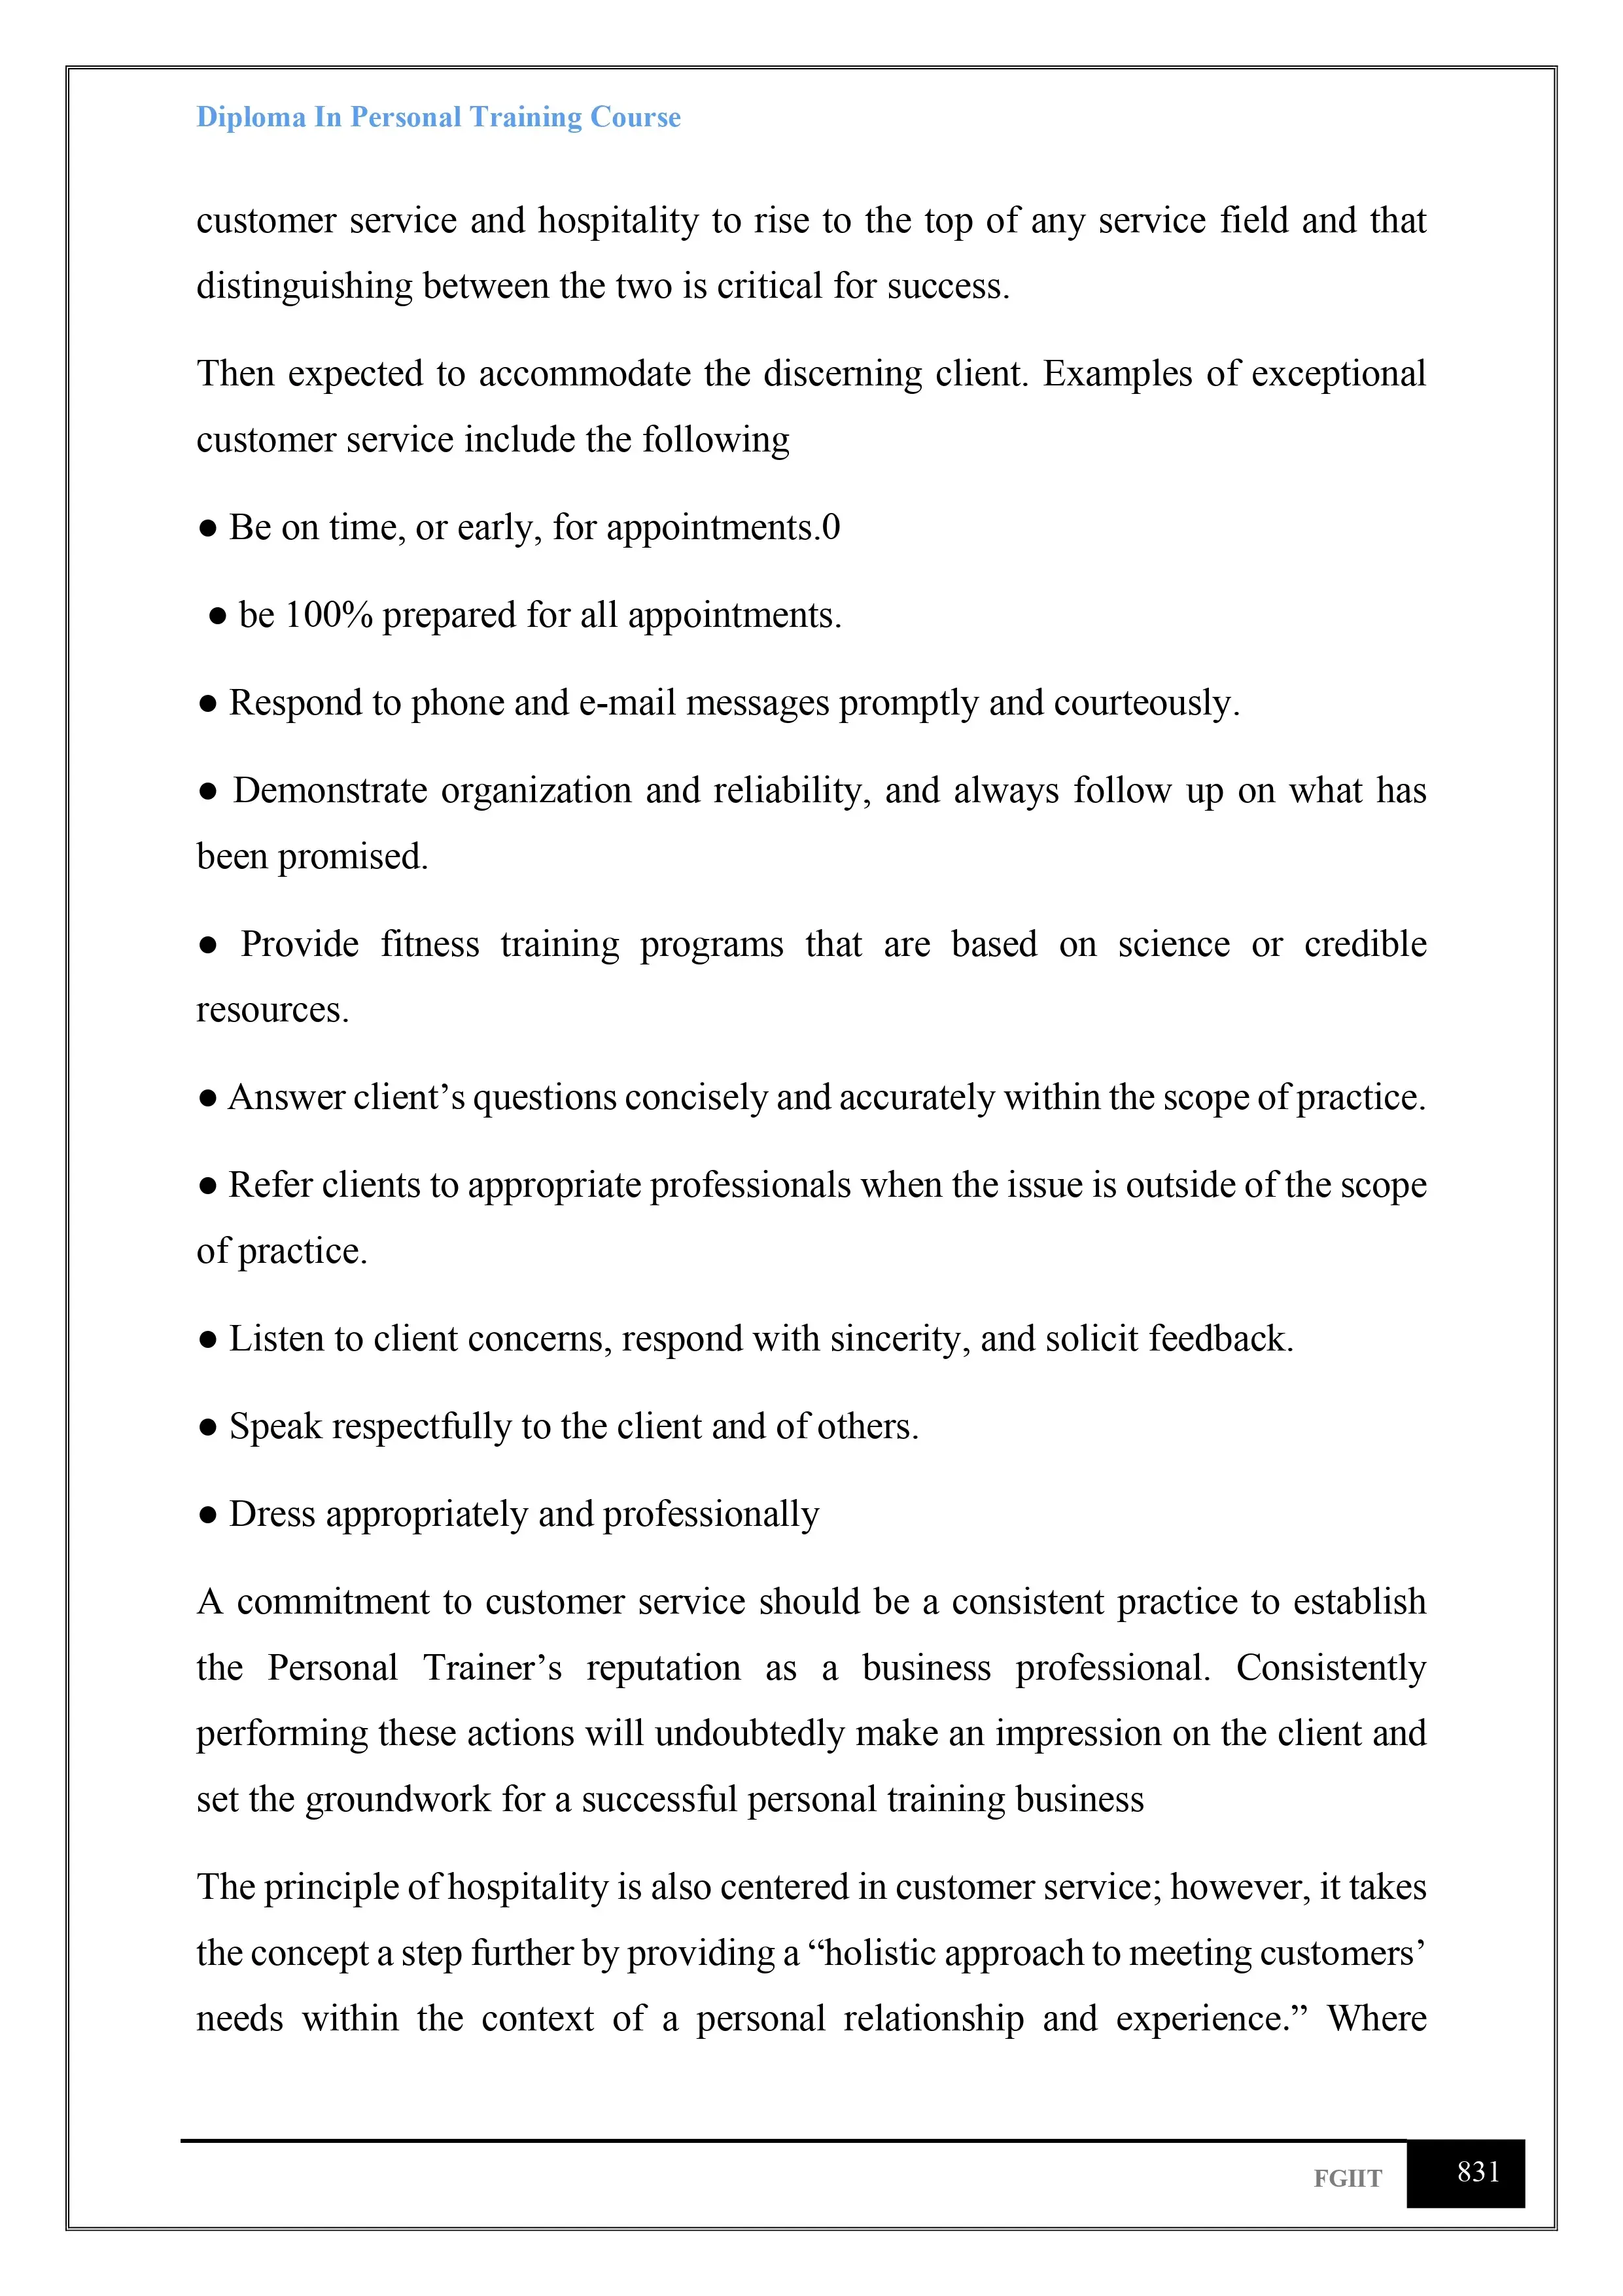 Diploma In Personal Training Course
customer service and hospitality to rise to the top of any service field and that
distinguishing between the two is critical for success.
Then expected to accommodate the discerning client. Examples of exceptional
customer service include the following
● Be on time, or early, for appointments.0
● be 100% prepared for all appointments.
● Respond to phone and e-mail messages promptly and courteously.
● Demonstrate organization and reliability, and always follow up on what has
been promised.
● Provide fitness training programs that are based on science or credible
resources.
● Answer client’s questions concisely and accurately within the scope of practice.
● Refer clients to appropriate professionals when the issue is outside of the scope
of practice.
● Listen to client concerns, respond with sincerity, and solicit feedback.
● Speak respectfully to the client and of others.
● Dress appropriately and professionally
A commitment to customer service should be a consistent practice to establish
the Personal Trainer’s reputation as a business professional. Consistently
performing these actions will undoubtedly make an impression on the client and
set the groundwork for a successful personal training business
The principle of hospitality is also centered in customer service; however, it takes
the concept a step further by providing a “holistic approach to meeting customers’
needs within the context of a personal relationship and experience.” Where
FGIIT 831